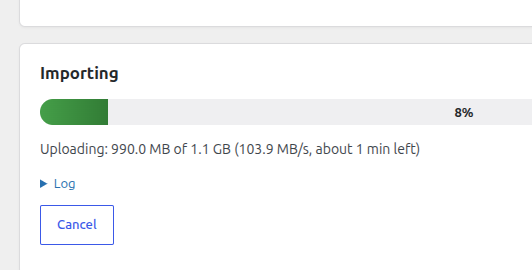 Importing
8%
Uploading: 990.0 MB of 1.1 GB (103.9 MB/s, about 1 min left)
Log
Cancel